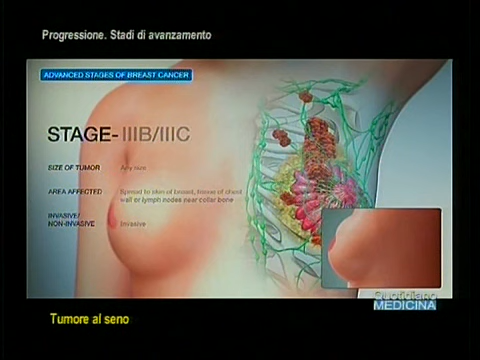 Progressione. Stadi di avanzamento
ADVANCED STAGES OF BREAST CANCER
STAGE-IIIB/IIIC
SIZE OF TUMOR Any size
AREA AFFECTED Spread to skin of breast, tissue of chest
wall or lymph nodes near collar bone
INVASIVE/
NON-INVASIVE Invasive
Quotidiano
MEDICINA
Tumore al seno